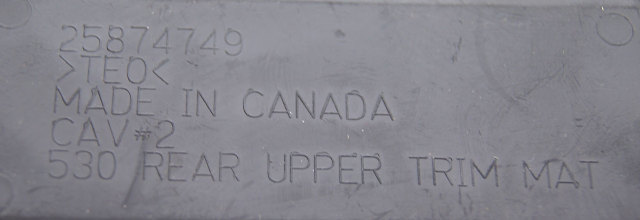 25874749
>TEO<
MADE IN CANADA
CAV#2
530 REAR UPPER TRIM MAT